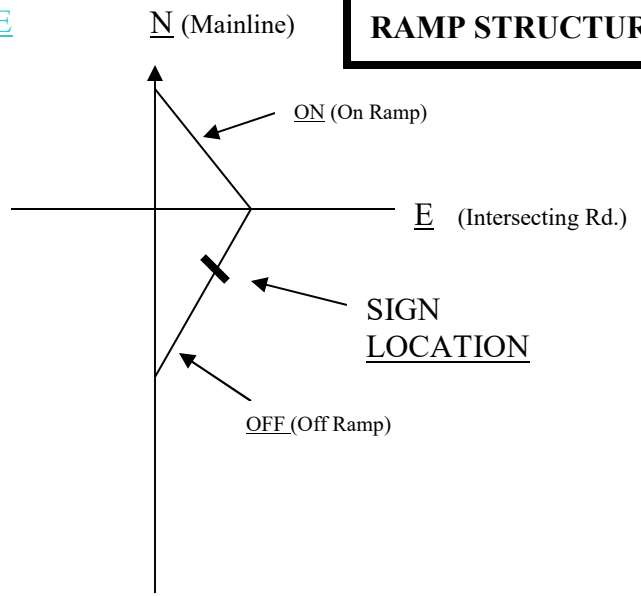 E
N (Mainline)
RAMP STRUCTUR
ON (On Ramp)
E (Intersecting Rd.)
SIGN
LOCATION
OFF (Off Ramp)